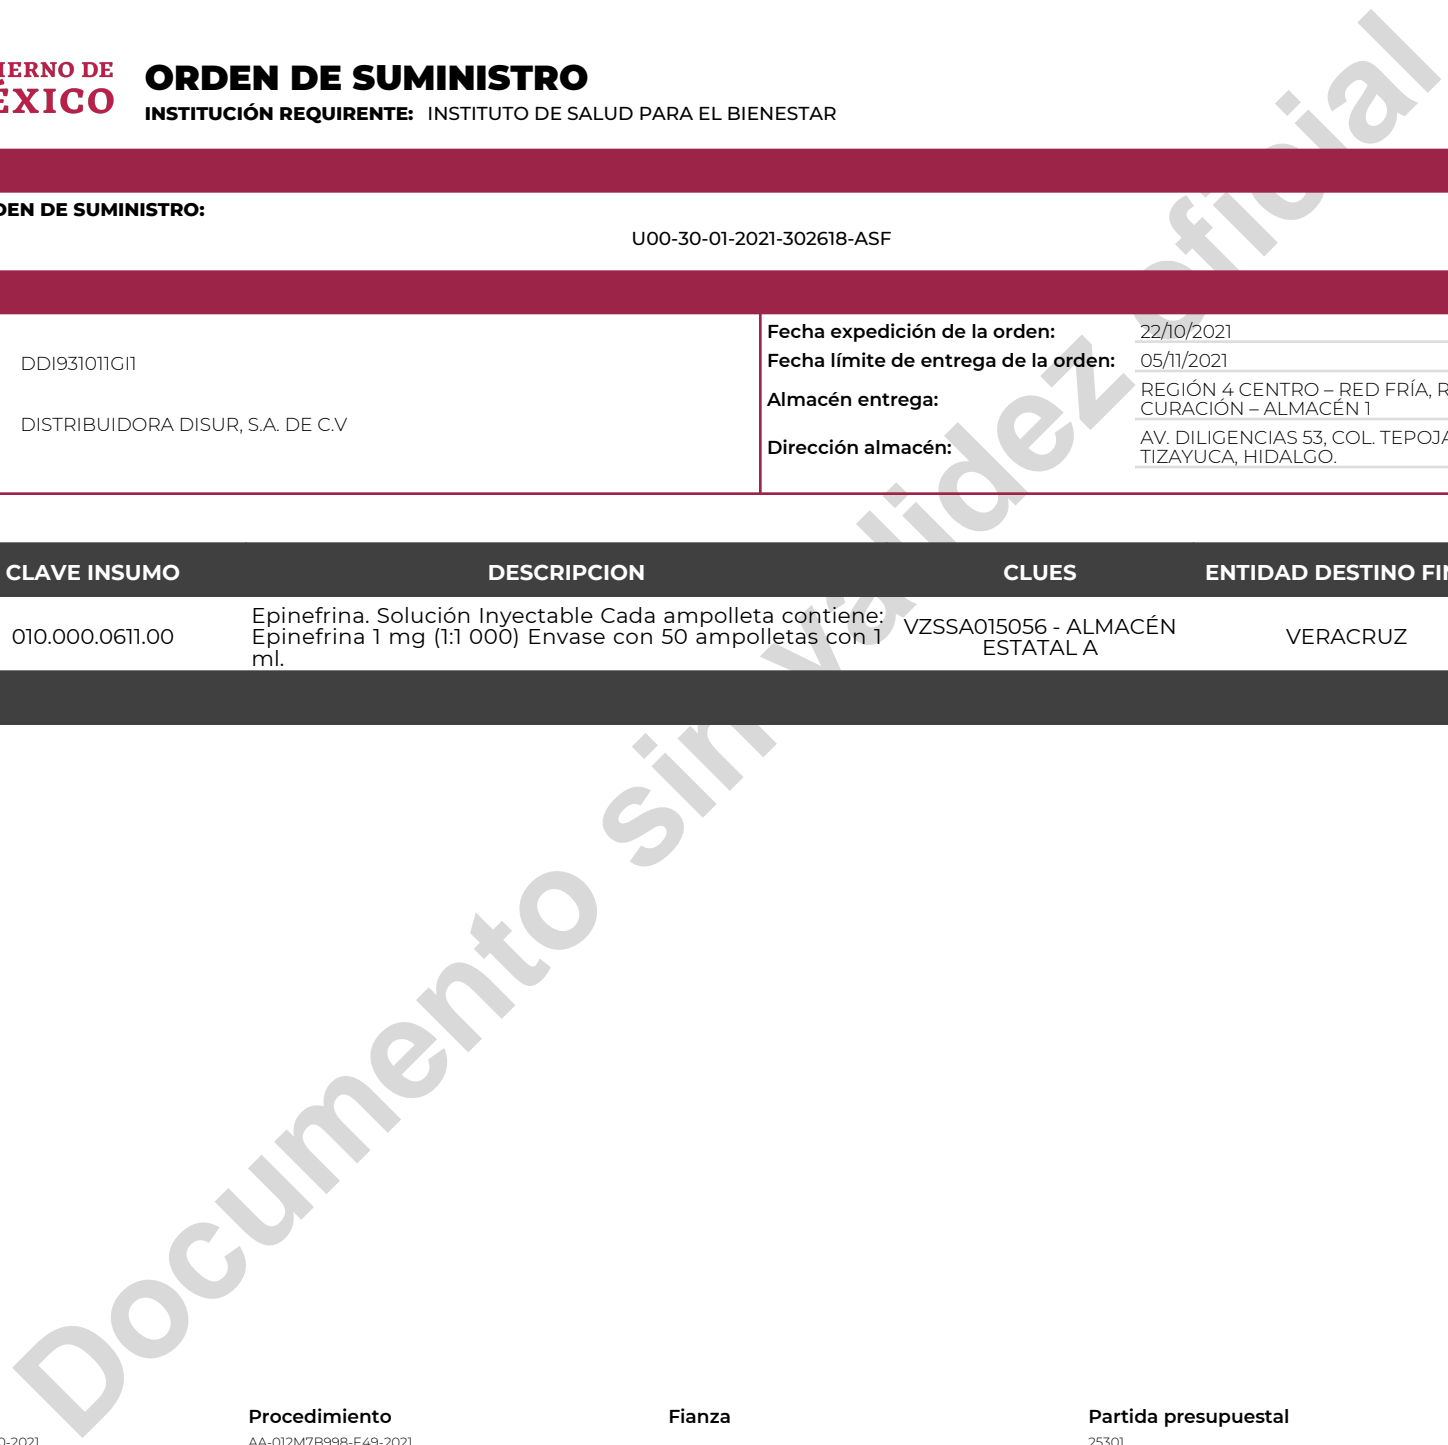 ORDEN DE SUMINISTRO
INSTITUCIÓN REQUIRENTE: INSTITUTO DE SALUD PARA EL BIENESTAR
DE
DE SUMINISTRO:
U00-30-01-2021-302618-ASF
DDI931011GI1
DISTRIBUIDORA DISUR, S.A. DE C.V
Fecha expedición de la orden: 22/10/2021
Fecha límite de entrega de la orden: 05/11/2021
Almacén entrega: REGIÓN 4 CENTRO – RED FRÍA,
CURACIÓN – ALMACÉN 1
Dirección almacén: AV. DILIGENCIAS 53, COL.
TIZAYUCA, HIDALGO.
CLAVE INSUMO DESCRIPCION CLUES ENTIDAD DESTINO
010.000.0611.00
Epinefrina. Solución Inyectable Cada ampolleta contiene:
Epinefrina 1 mg (1:1 000) Envase con 50 ampolletas con 1
ml.
VZSSA015056 - ALMACÉN
ESTATAL A
VERACRUZ
Documento sin validez oficial
Procedimiento Fianza Partida presupuestal
AA-012M7B998-E49-2021 25301